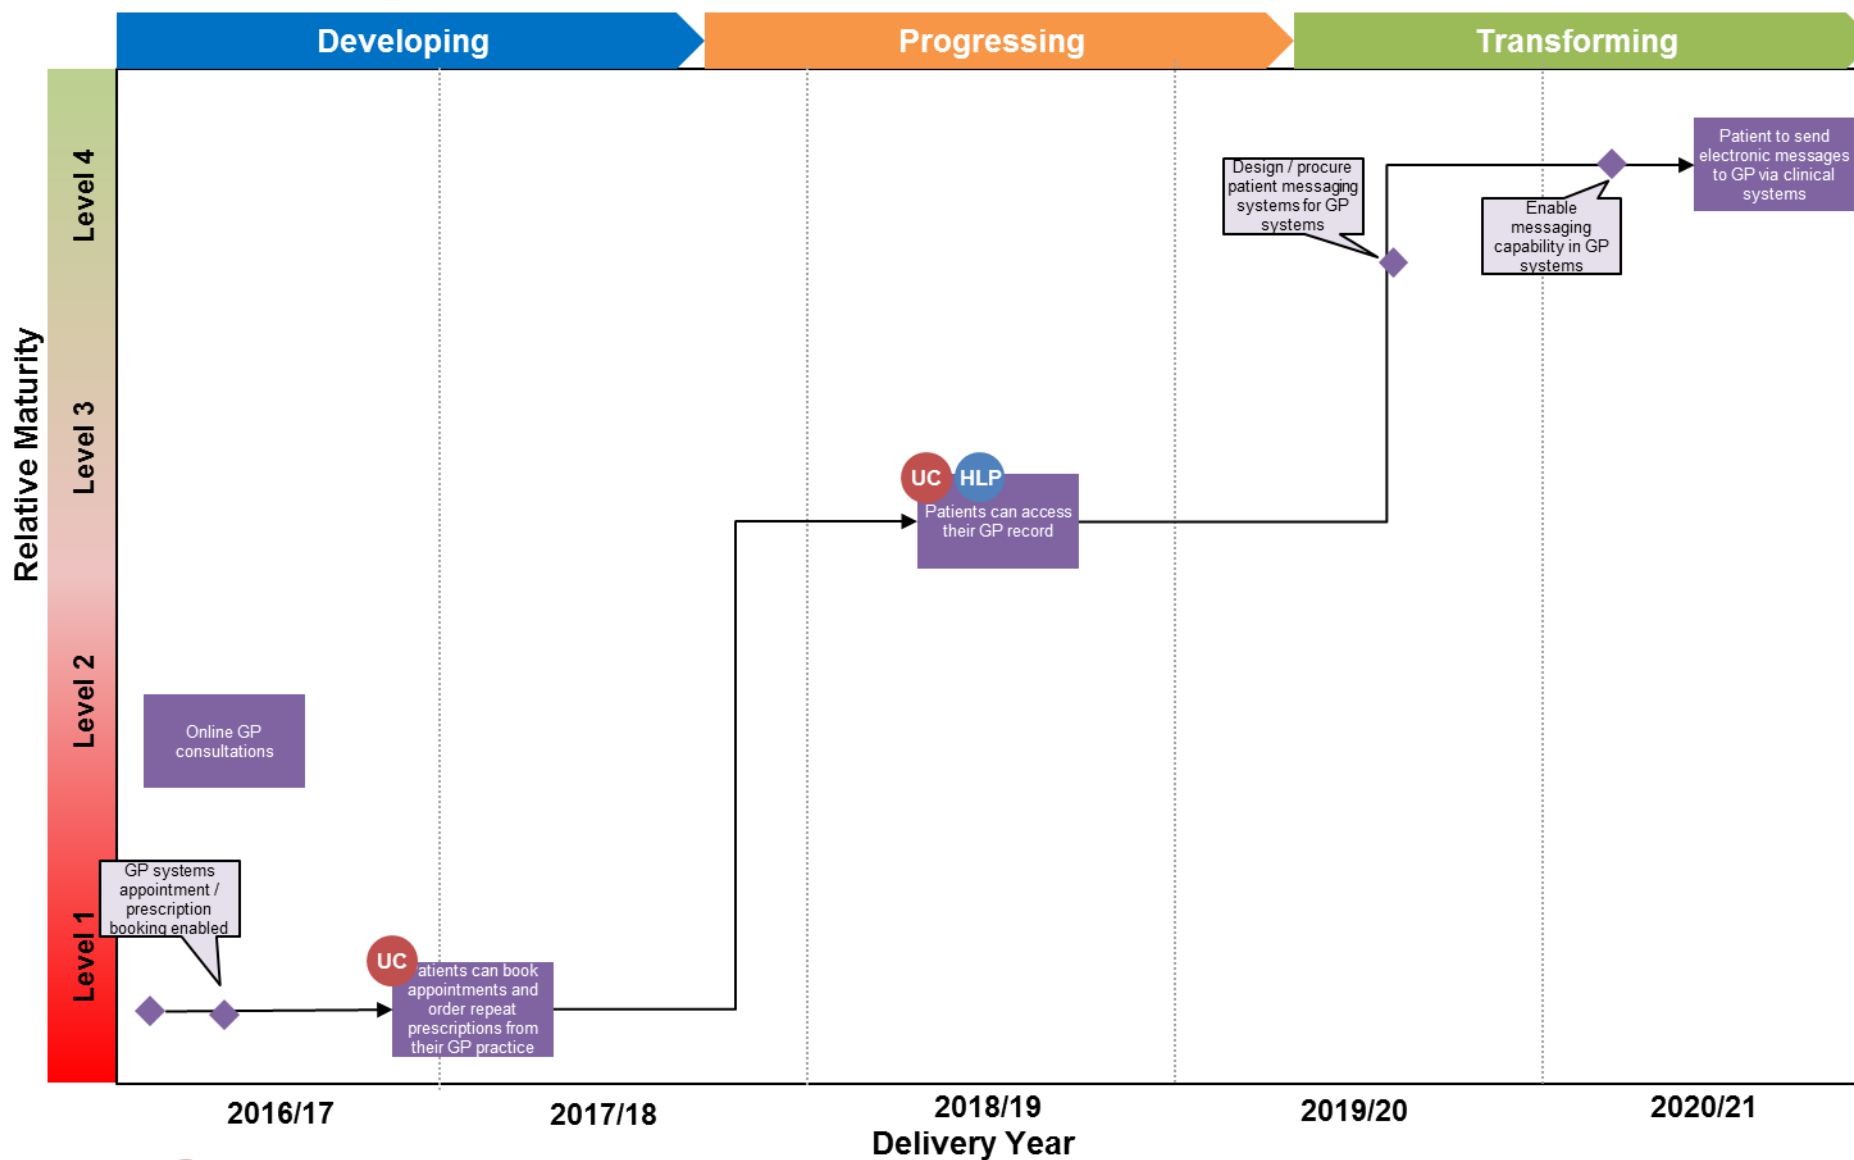 Developing
Progressing
Transforming
Relative Maturity
Level 4
Level 3
Level 2
Level 1
Patient to send
electronic messages
to GP via clinical
systems
Design / procure
patient messaging
systems for GP
systems
Enable
messaging
capability in GP
systems
UC
HLP
Patients can access
their GP record
Online GP
consultations
GP systems
appointment /
prescription
booking enabled
UC
atients can book
appointments and
order repeat
prescriptions from
their GP practice
2016/17
2017/18
2018/19
2019/20
2020/21
Delivery Year